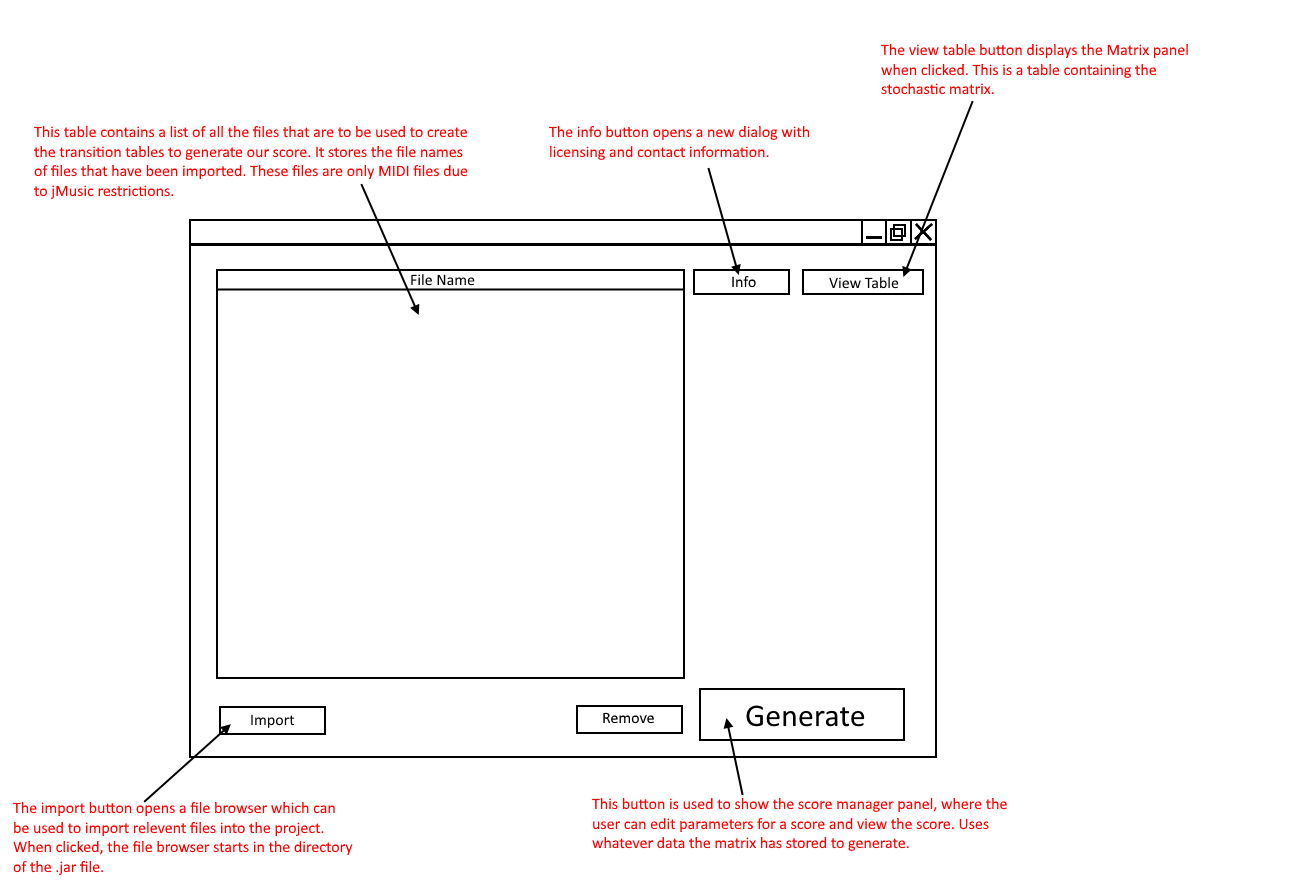 The view table button displays the Matrix panel
when clicked. This is a table containing the
stochastic matrix.
This table contains a list of all the files that are to be used to create
the transition tables to generate our score. It stores the file names
of files that have been imported. These files are only MIDI files due
to jMusic restrictions.
The info button opens a new dialog with
licensing and contact information.
File Name
Info
View Table
Import
Remove
Generate
The import button opens a file browser which can
be used to import relevent files into the project.
When clicked, the file browser starts in the directory
of the .jar file.
This button is used to show the score manager panel, where the
user can edit parameters for a score and view the score. Uses
whatever data the matrix has stored to generate.